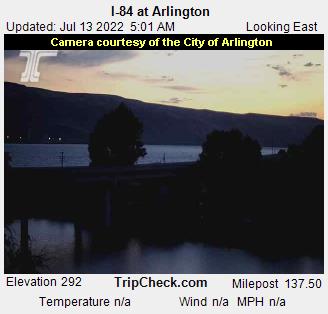 I-84 at Arlington
Updated: Jul 13 2022 5:01 AM Looking East
Camera courtesy of the City of Arlington
Elevation 292 TripCheck.com Milepost 137.50
Temperature n/a Wind n/a MPH n/a